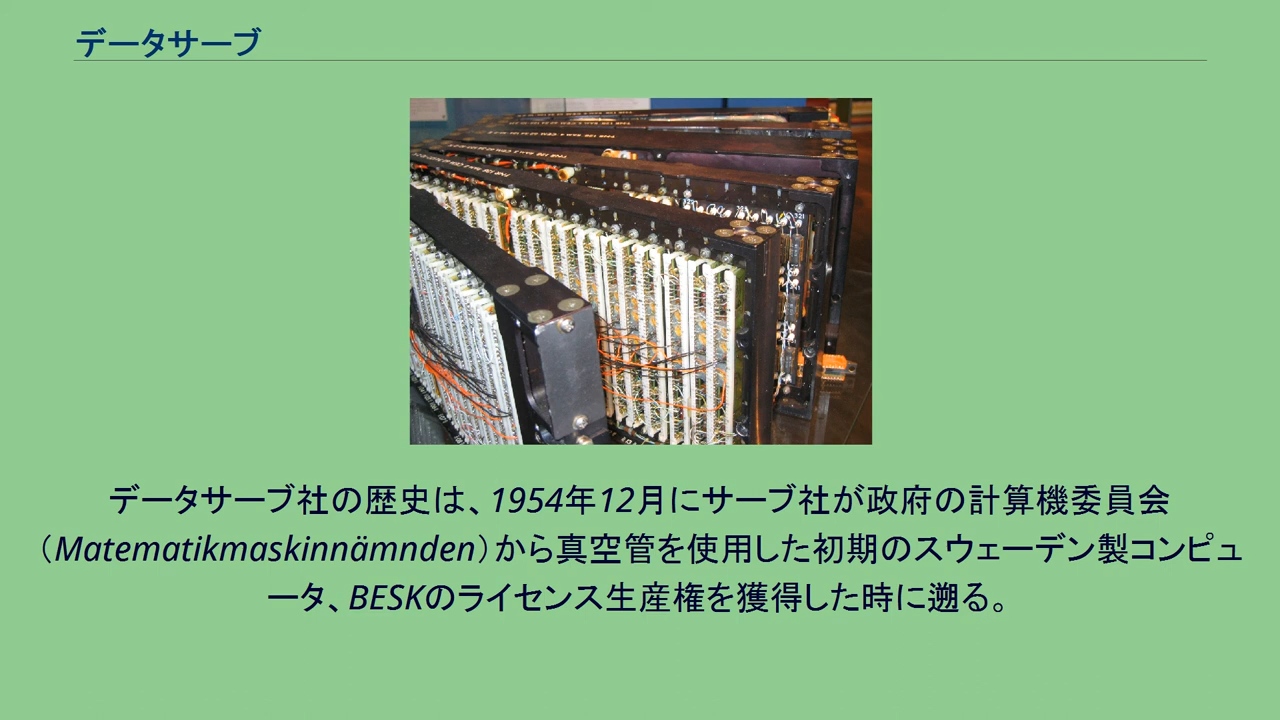 データサーブ
データサーブ社の歴史は、1954年12月にサーブ社が政府の計算機委員会
（Matematikmaskinnämnden）から真空管を使用した初期のスウェーデン製コンピュ
ータ、BESKのライセンス生産権を獲得した時に遡る。